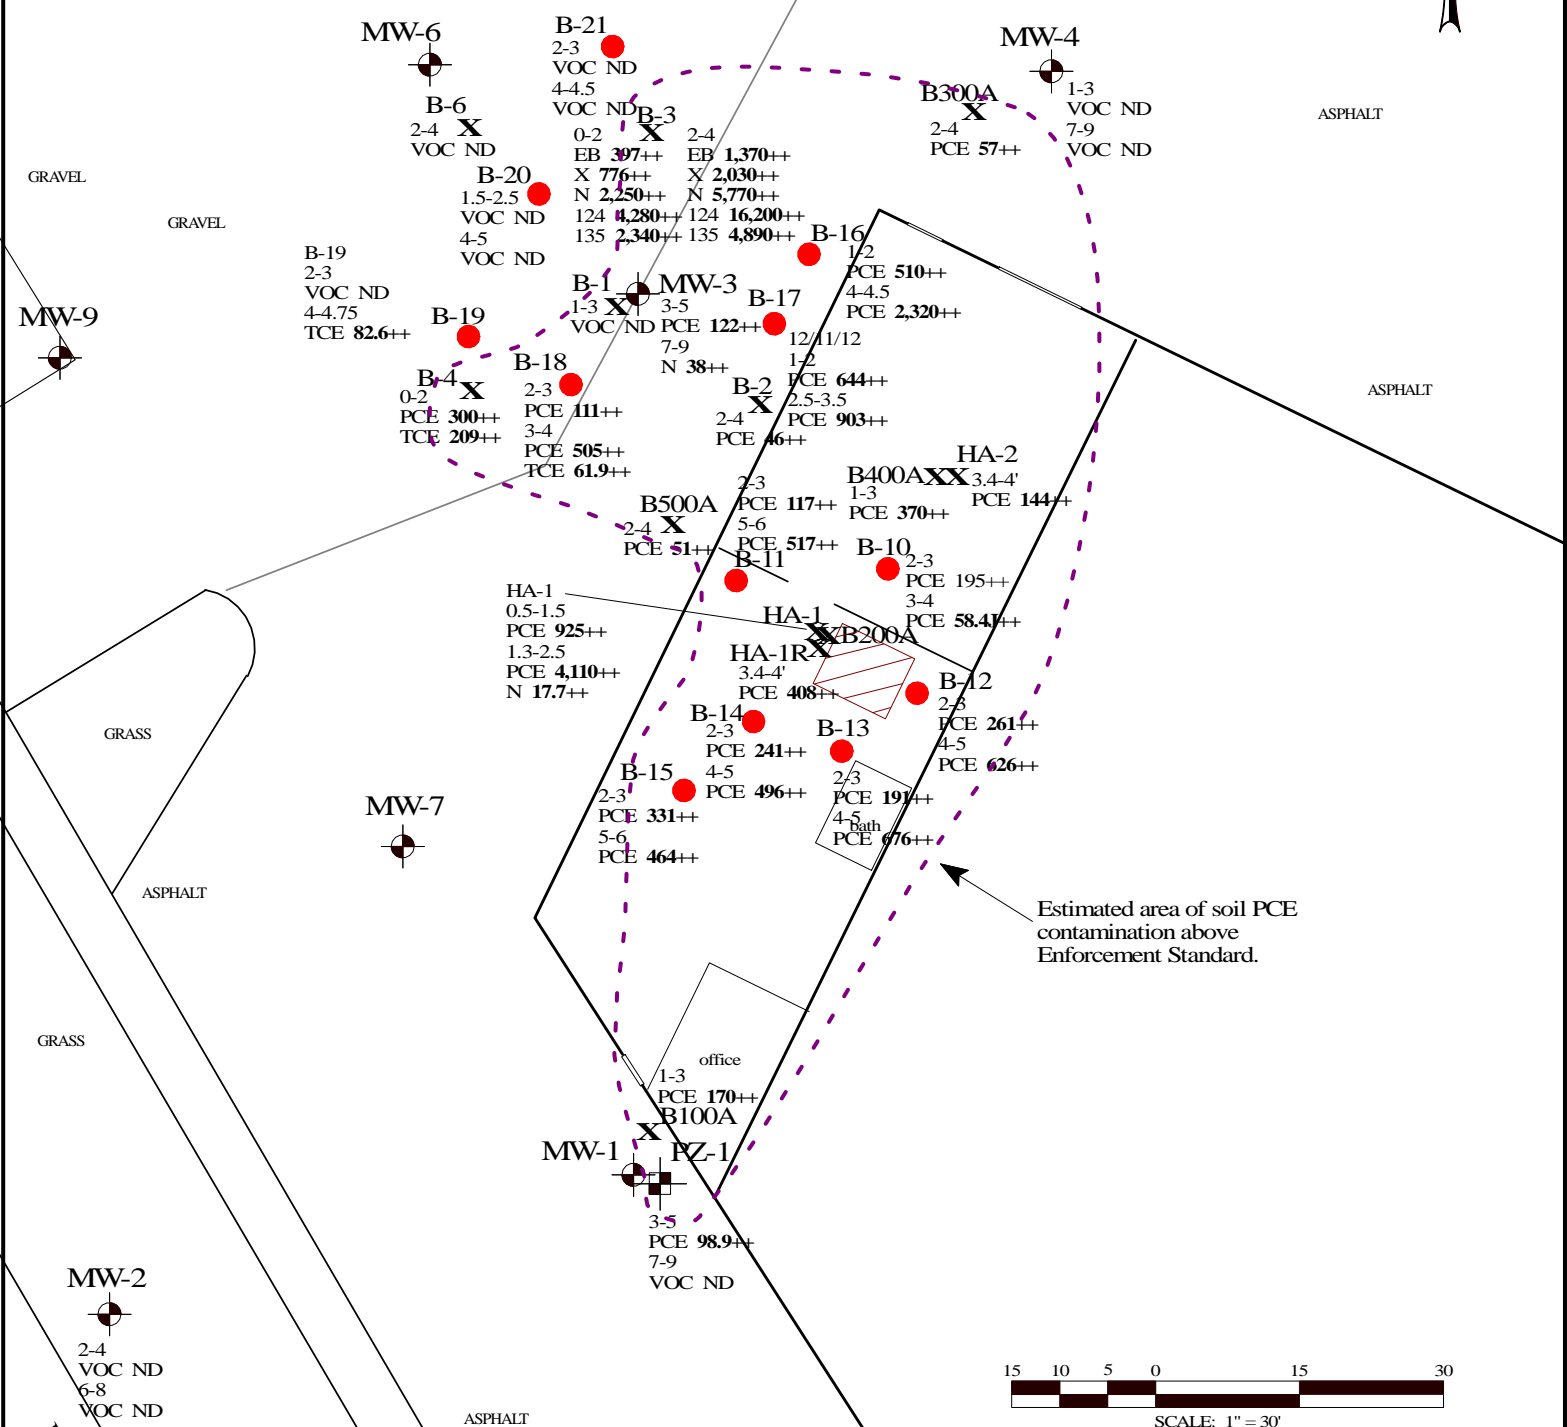 B-21
2-3
VOC ND
4-4.5
VOC ND
MW-6
MW-4
1-3
VOC ND
7-9
VOC ND
B300A
2-4
PCE 57++
ASPHALT
B-6
2-4
VOC ND
B-3
0-2
EB 397++
X 776++
N 2,250++
124 4,280++
135 2,340++
2-4
EB 1,370++
X 2,030++
N 5,770++
124 16,200++
135 4,890++
GRAVEL
GRAVEL
B-20
1.5-2.5
VOC ND
4-5
VOC ND
B-16
1-2
PCE 510++
4-4.5
PCE 2,320++
B-19
2-3
VOC ND
4-4.75
TCE 82.6++
B-19
MW-9
B-1
1-3
VOC ND
MW-3
3-5
PCE 122++
7-9
N 38++
B-17
12/11/12
1-2
PCE 644++
2.5-3.5
PCE 903++
B-18
2-3
PCE 111++
3-4
PCE 505++
TCE 61.9++
B-4
0-2
PCE 300++
TCE 209++
B-2
2-4
PCE 46++
ASPHALT
HA-2
3.4-4'
PCE 144++
B400A
1-3
PCE 370++
B500A
2-4
PCE 51++
2-3
PCE 117++
5-6
PCE 517++
B-11
B-10
2-3
PCE 195++
3-4
PCE 58.4J++
HA-1
0.5-1.5
PCE 925++
1.3-2.5
PCE 4,110++
N 17.7++
HA-1
B200A
HA-1R
3.4-4'
PCE 408++
B-12
2-3
PCE 261++
4-5
PCE 626++
B-14
2-3
PCE 241++
4-5
PCE 496++
B-13
2-3
PCE 191++
4-5
PCE 676++
bath
B-15
2-3
PCE 331++
5-6
PCE 464++
GRASS
MW-7
ASPHALT
Estimated area of soil PCE
contamination above
Enforcement Standard.
GRASS
office
1-3
PCE 170++
B100A
MW-1
PZ-1
3-5
PCE 98.9++
7-9
VOC ND
MW-2
2-4
VOC ND
6-8
VOC ND
ASPHALT
15 10 5 0 15 30
SCALE: 1" = 30'